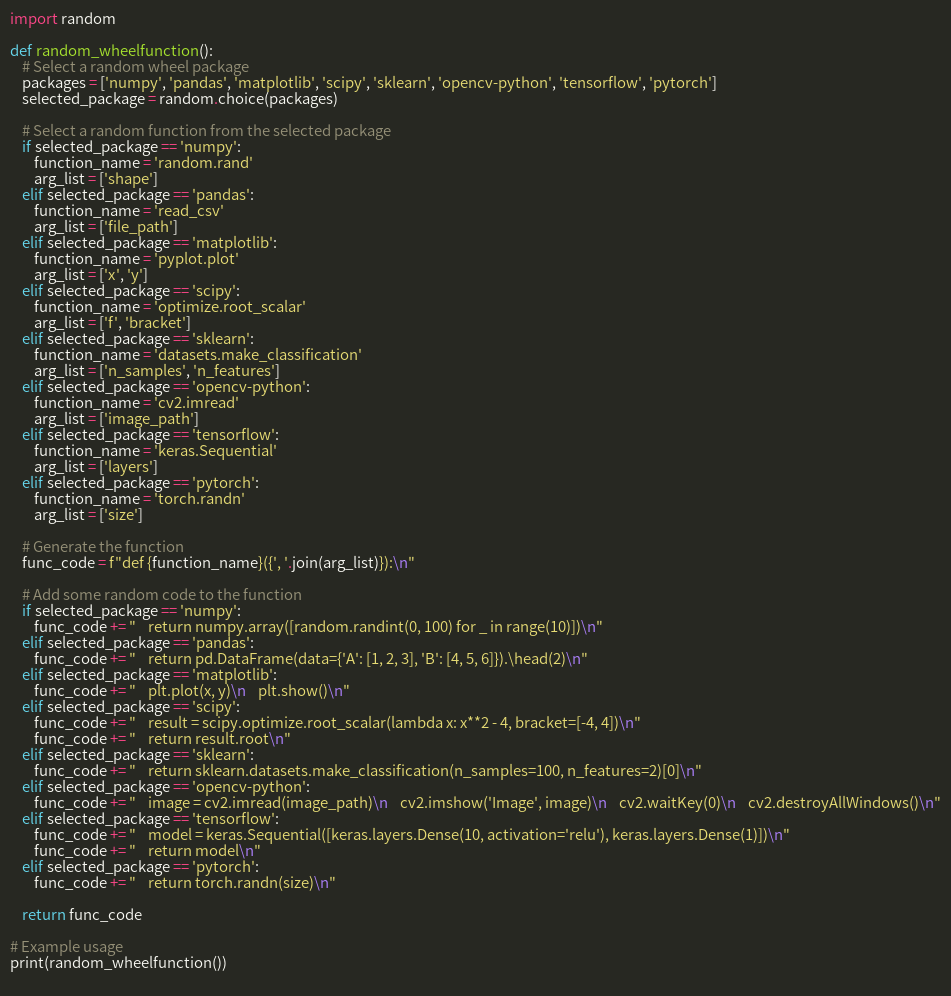 import random

def random_wheelfunction():
    # Select a random wheel package
    packages = ['numpy', 'pandas', 'matplotlib', 'scipy', 'sklearn', 'opencv-python', 'tensorflow', 'pytorch']
    selected_package = random.choice(packages)

    # Select a random function from the selected package
    if selected_package == 'numpy':
        function_name = 'random.rand'
        arg_list = ['shape']
    elif selected_package == 'pandas':
        function_name = 'read_csv'
        arg_list = ['file_path']
    elif selected_package == 'matplotlib':
        function_name = 'pyplot.plot'
        arg_list = ['x', 'y']
    elif selected_package == 'scipy':
        function_name = 'optimize.root_scalar'
        arg_list = ['f', 'bracket']
    elif selected_package == 'sklearn':
        function_name = 'datasets.make_classification'
        arg_list = ['n_samples', 'n_features']
    elif selected_package == 'opencv-python':
        function_name = 'cv2.imread'
        arg_list = ['image_path']
    elif selected_package == 'tensorflow':
        function_name = 'keras.Sequential'
        arg_list = ['layers']
    elif selected_package == 'pytorch':
        function_name = 'torch.randn'
        arg_list = ['size']

    # Generate the function
    func_code = f"def {function_name}({', '.join(arg_list)}):\n"

    # Add some random code to the function
    if selected_package == 'numpy':
        func_code += "    return numpy.array([random.randint(0, 100) for _ in range(10)])\n"
    elif selected_package == 'pandas':
        func_code += "    return pd.DataFrame(data={'A': [1, 2, 3], 'B': [4, 5, 6]}).\head(2)\n"
    elif selected_package == 'matplotlib':
        func_code += "    plt.plot(x, y)\n    plt.show()\n"
    elif selected_package == 'scipy':
        func_code += "    result = scipy.optimize.root_scalar(lambda x: x**2 - 4, bracket=[-4, 4])\n"
        func_code += "    return result.root\n"
    elif selected_package == 'sklearn':
        func_code += "    return sklearn.datasets.make_classification(n_samples=100, n_features=2)[0]\n"
    elif selected_package == 'opencv-python':
        func_code += "    image = cv2.imread(image_path)\n    cv2.imshow('Image', image)\n    cv2.waitKey(0)\n    cv2.destroyAllWindows()\n"
    elif selected_package == 'tensorflow':
        func_code += "    model = keras.Sequential([keras.layers.Dense(10, activation='relu'), keras.layers.Dense(1)])\n"
        func_code += "    return model\n"
    elif selected_package == 'pytorch':
        func_code += "    return torch.randn(size)\n"

    return func_code

# Example usage
print(random_wheelfunction())